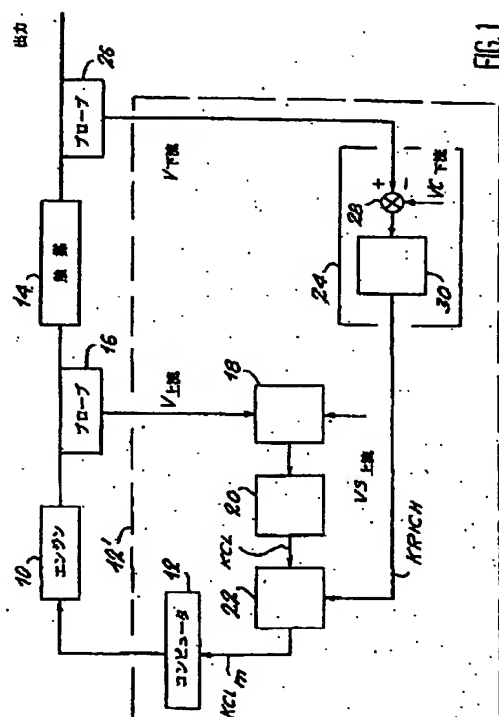 出力
26
プローブ
14
触媒
16
プローブ
10
エンジン
12'
12
コンピュータ
V下流
V上流
18
VS上流
20
KCL
22
KCLm
24
28
+
-
VC下流
30
KRICH
FIG. 1